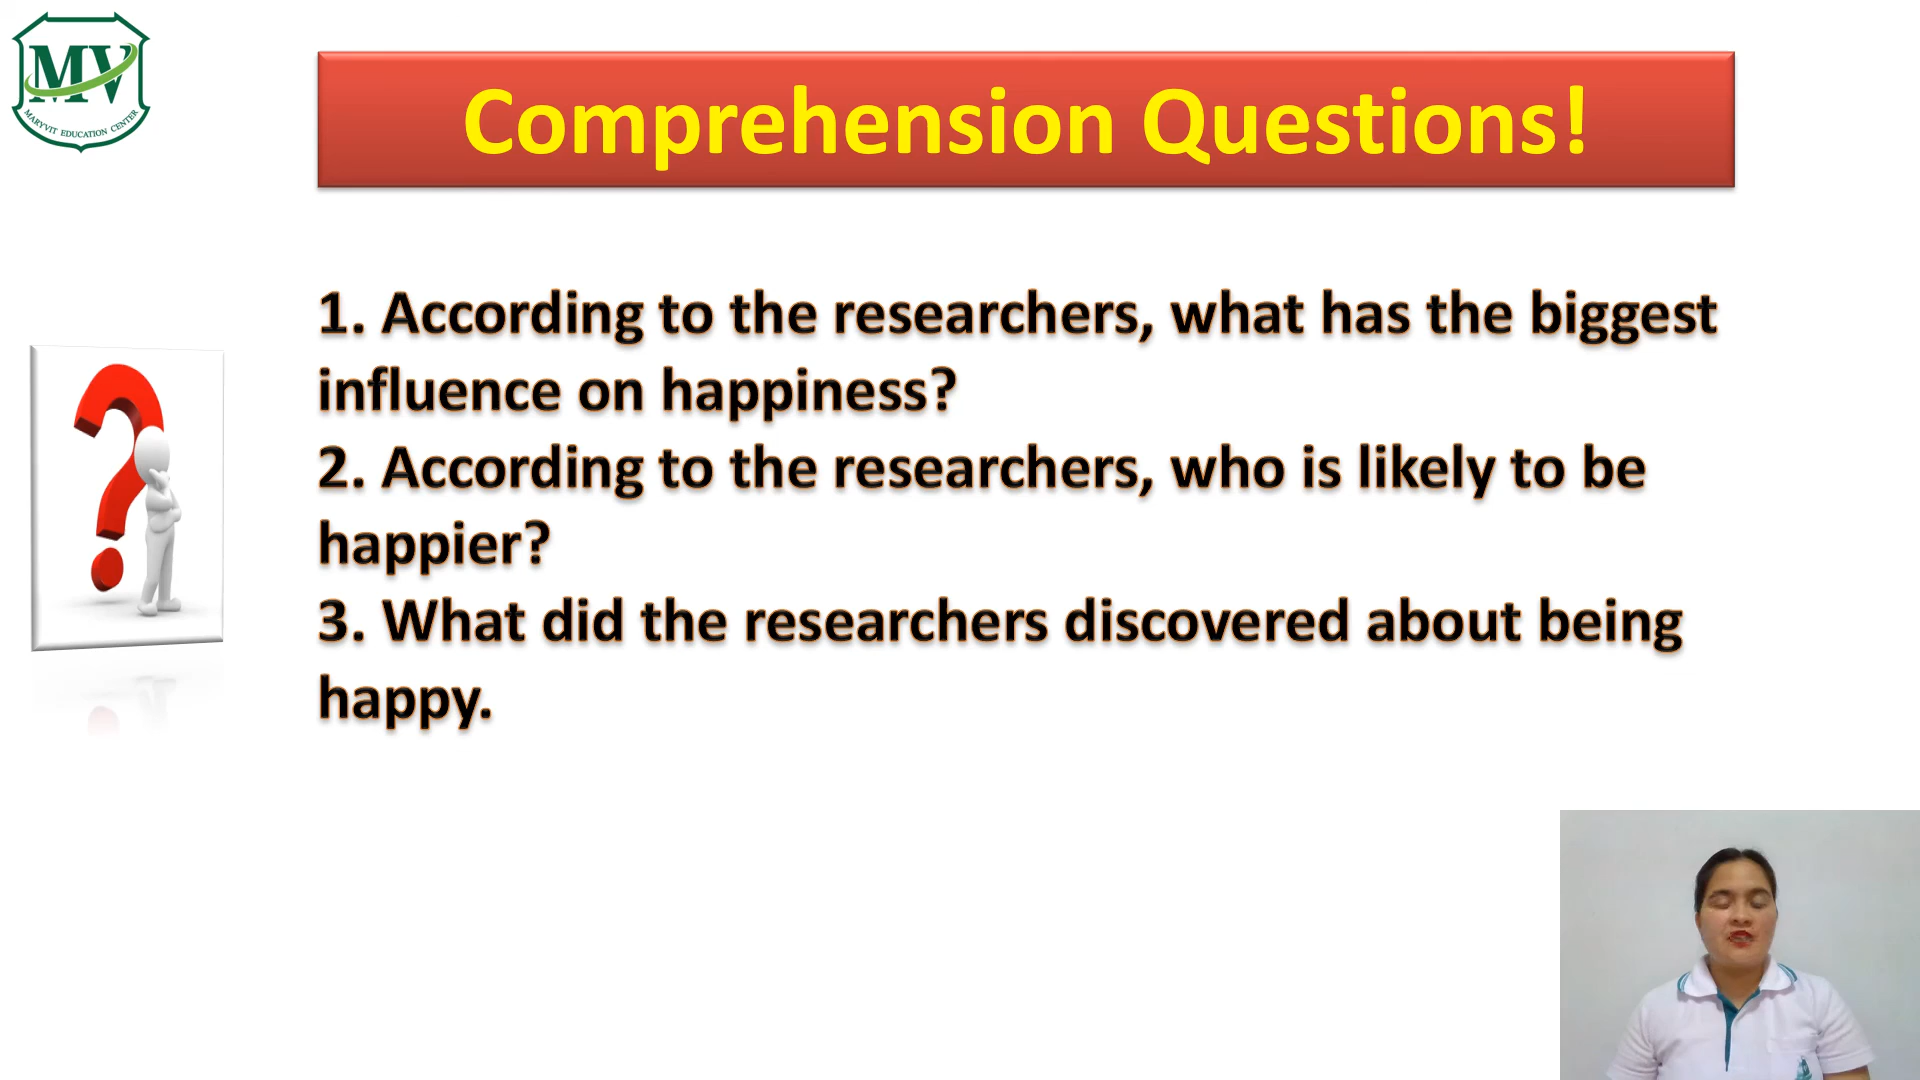 MV
MARYVIT EDUCATION CENTER
Comprehension Questions!
1. According to the researchers, what has the biggest
influence on happiness?
2. According to the researchers, who is likely to be
happier?
3. What did the researchers discovered about being
happy.